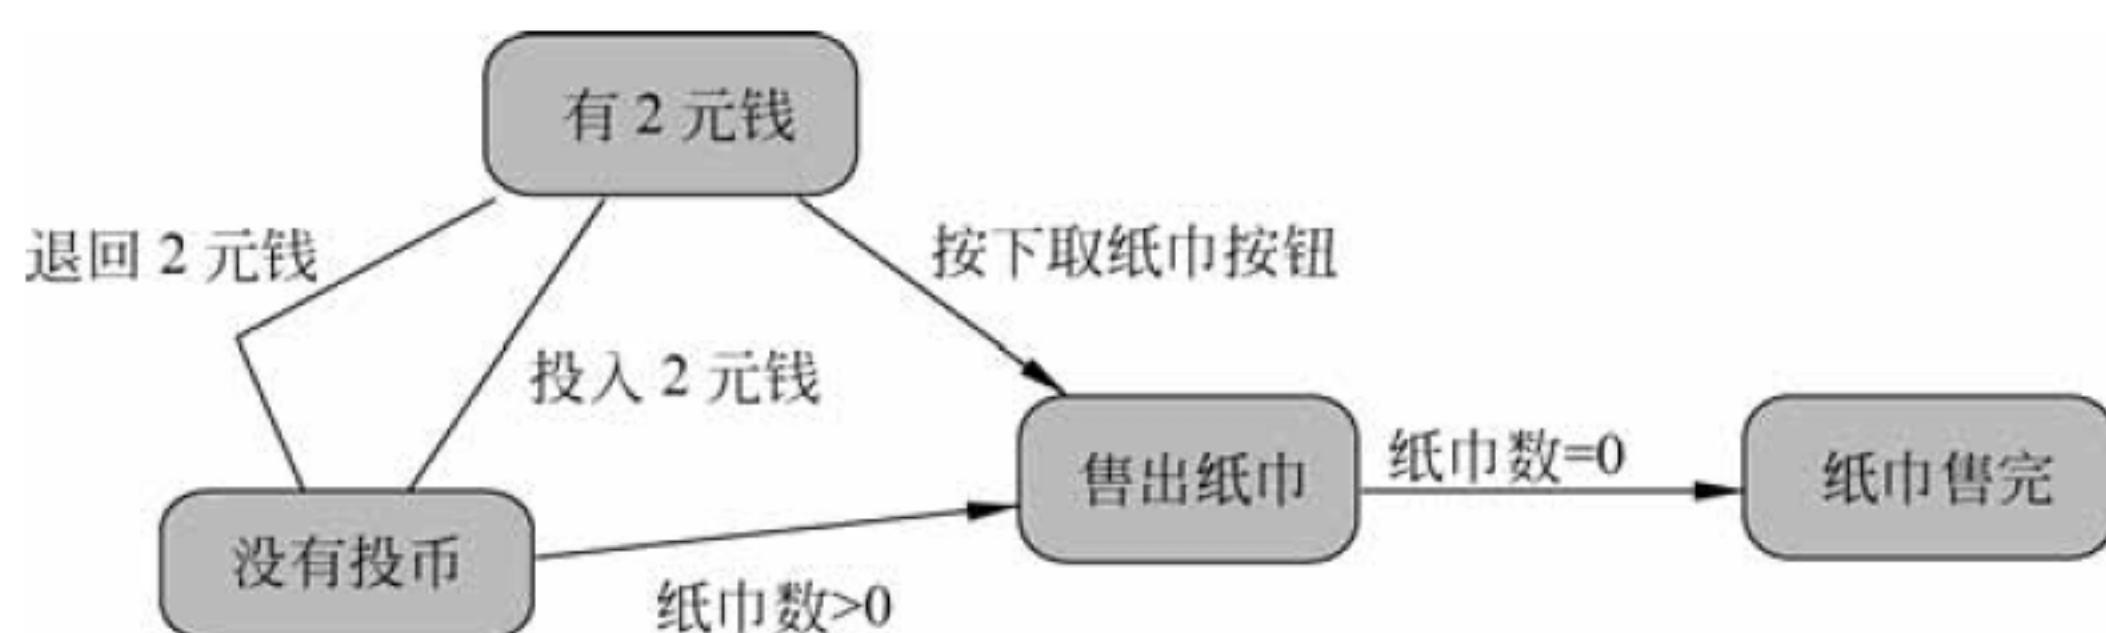 有 2 元钱
退回 2 元钱
按下取纸巾按钮
投入 2 元钱
售出纸巾
纸巾数=0
纸巾售完
没有投币
纸巾数>0